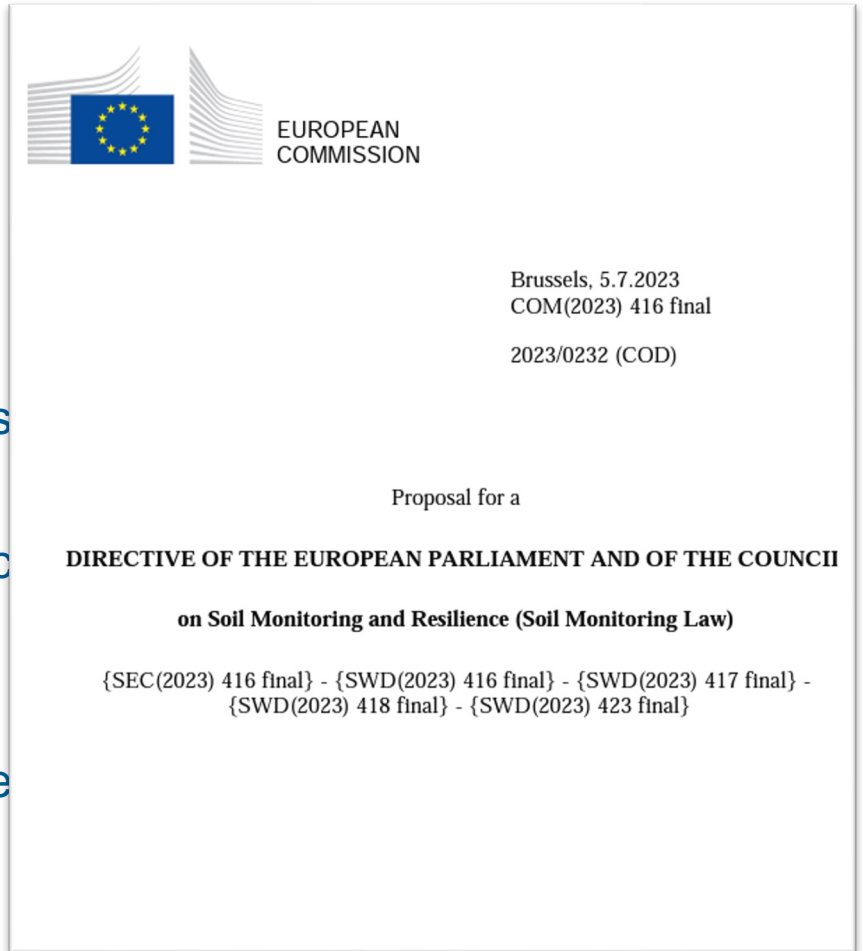 EUROPEAN
COMMISSION
Brussels, 5.7.2023
COM(2023) 416 final
2023/0232 (COD)
Proposal for a
DIRECTIVE OF THE EUROPEAN PARLIAMENT AND OF THE
on Soil Monitoring and Resilience (Soil Monitoring Law)
{SEC(2023) 416 final} - {SWD(2023) 416 final} - {SWD(2023) 417 final} -
{SWD(2023) 418 final} - {SWD(2023) 423 final}